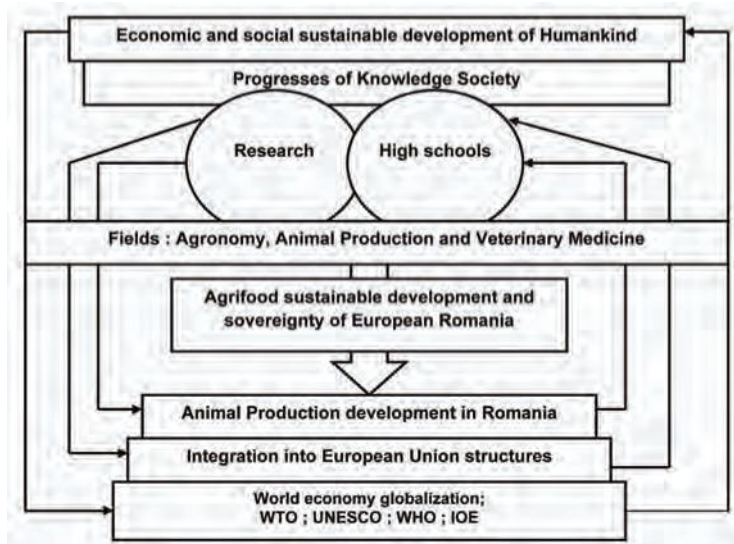 Economic and social sustainable development of Humankind
Progresses of Knowledge Society
Research
High schools
Fields : Agronomy, Animal Production and Veterinary Medicine
Agrifood sustainable development and
sovereignty of European Romania
Animal Production development in Romania
Integration into European Union structures
World economy globalization;
WTO ; UNESCO ; WHO ; IOE